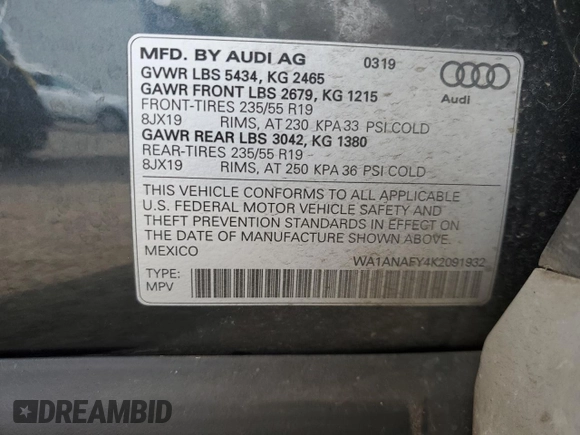 MFD. BY AUDI AG 0319
GVWR LBS 5434, KG 2465
GAWR FRONT LBS 2679, KG 1215
FRONT-TIRES 235/55 R19
8JX19 RIMS, AT 230 KPA 33 PSI COLD
GAWR REAR LBS 3042, KG 1380
REAR-TIRES 235/55 R19
8JX19 RIMS, AT 250 KPA 36 PSI COLD
Audi
THIS VEHICLE CONFORMS TO ALL APPLICABLE
U.S. FEDERAL MOTOR VEHICLE SAFETY AND
THEFT PREVENTION STANDARDS IN EFFECT ON
THE DATE OF MANUFACTURE SHOWN ABOVE.
MEXICO
WA1ANAFY4K2091932
TYPE:
MPV
DREAMBID